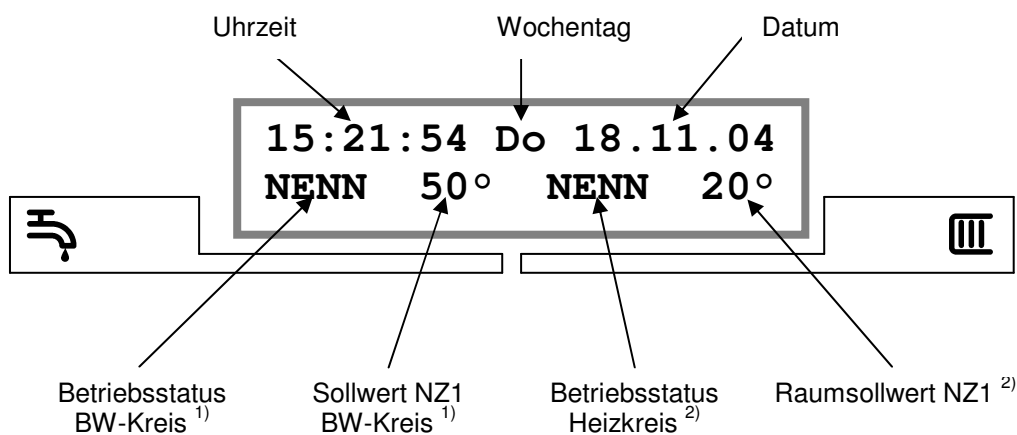 Uhrzeit Wochentag Datum
15:21:54 Do 18.11.04
NENN 50° NENN 20°
Betriebsstatus BW-Kreis 1)
Sollwert NZ1 BW-Kreis 1)
Betriebsstatus Heizkreis 2)
Raumsollwert NZ1 2)